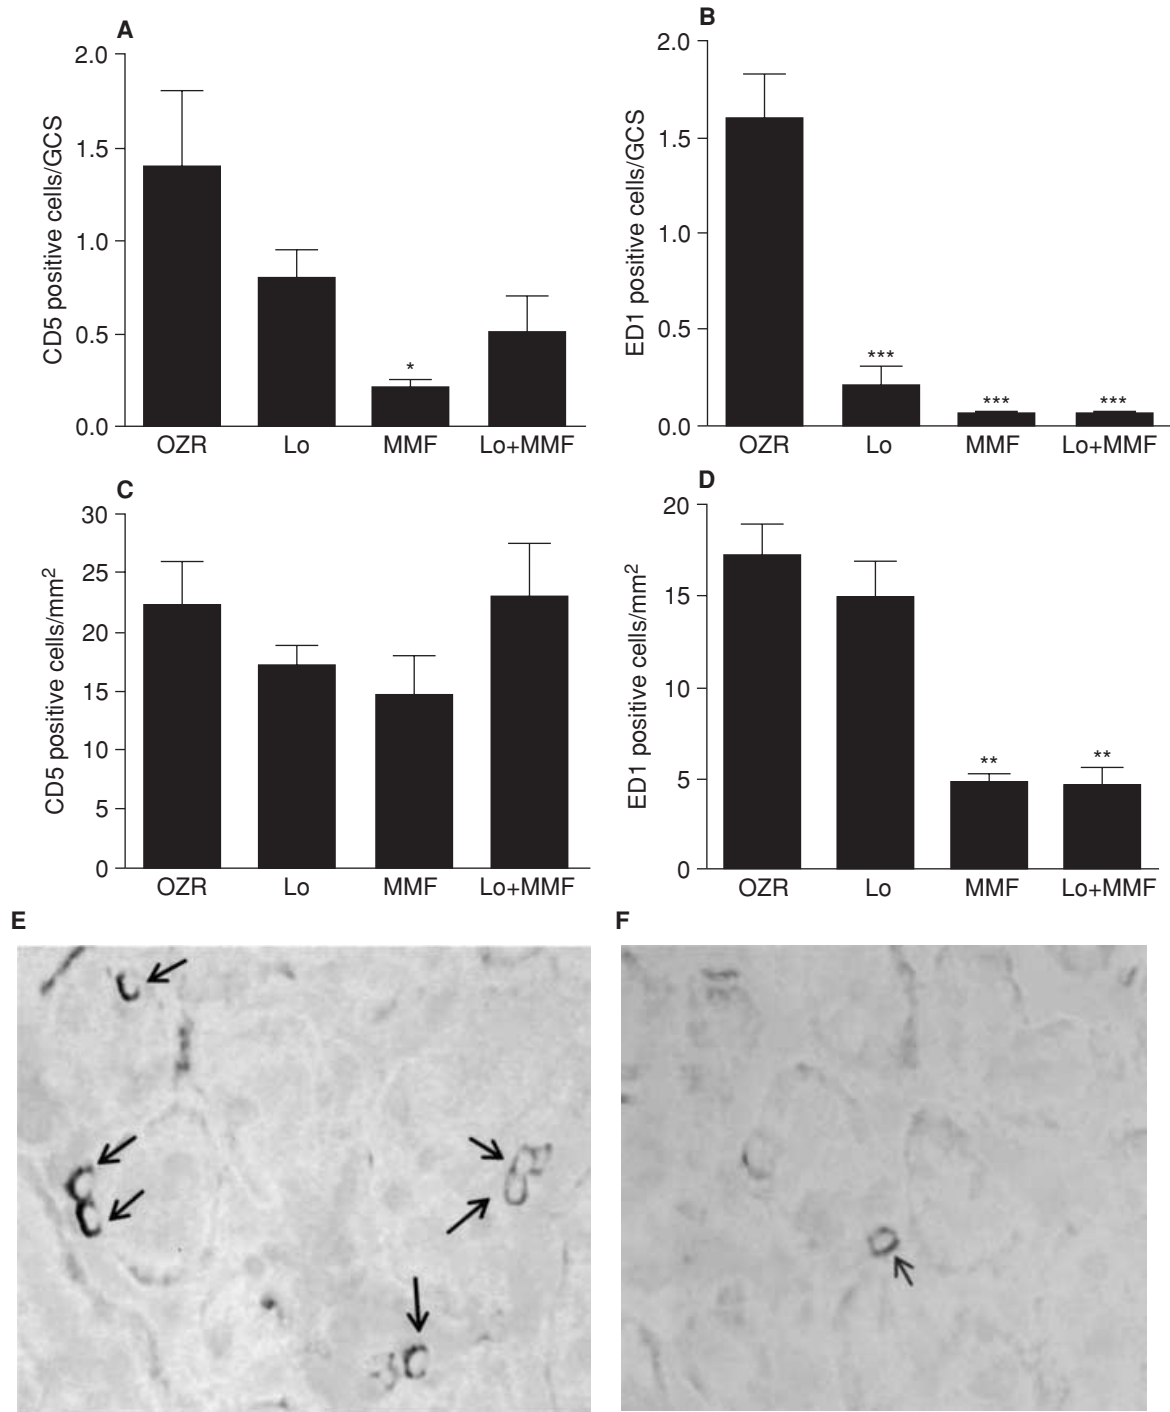 A
CD5 positive cells/GCS
2.0
1.5
1.0
0.5
0.0
*
OZR Lo MMF Lo+MMF
B
ED1 positive cells/GCS
2.0
1.5
1.0
0.5
0.0
*** *** ***
OZR Lo MMF Lo+MMF
C
CD5 positive cells/mm²
30
25
20
15
10
5
0
OZR Lo MMF Lo+MMF
D
ED1 positive cells/mm²
20
15
10
5
0
** **
OZR Lo MMF Lo+MMF
E
F